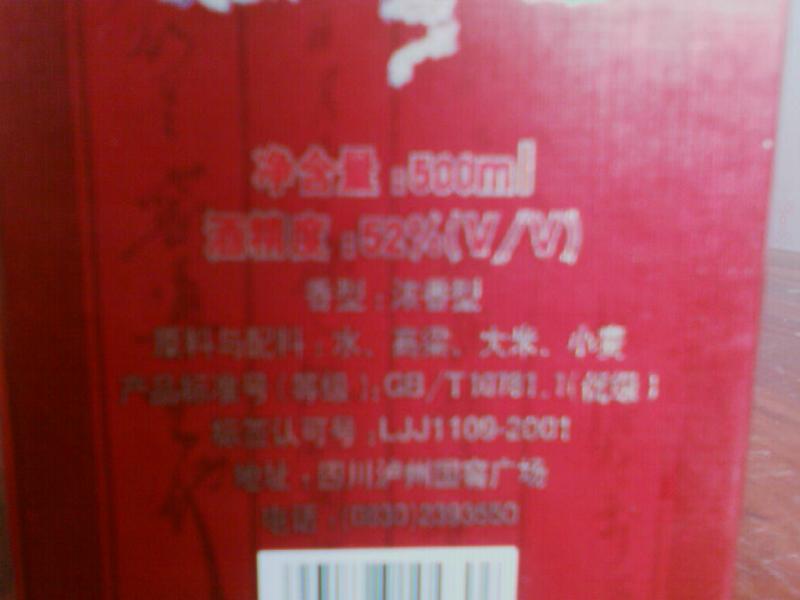 净含量:500ml
酒精度:52%(V/V)
香型:浓香型
原料与配料:水、高粱、大米、小麦
产品标准号(等级):GB/T10781.1(优级)
标签认可号:LJJ1109-2001
地址:四川泸州国窖广场
电话:(0830)2393550